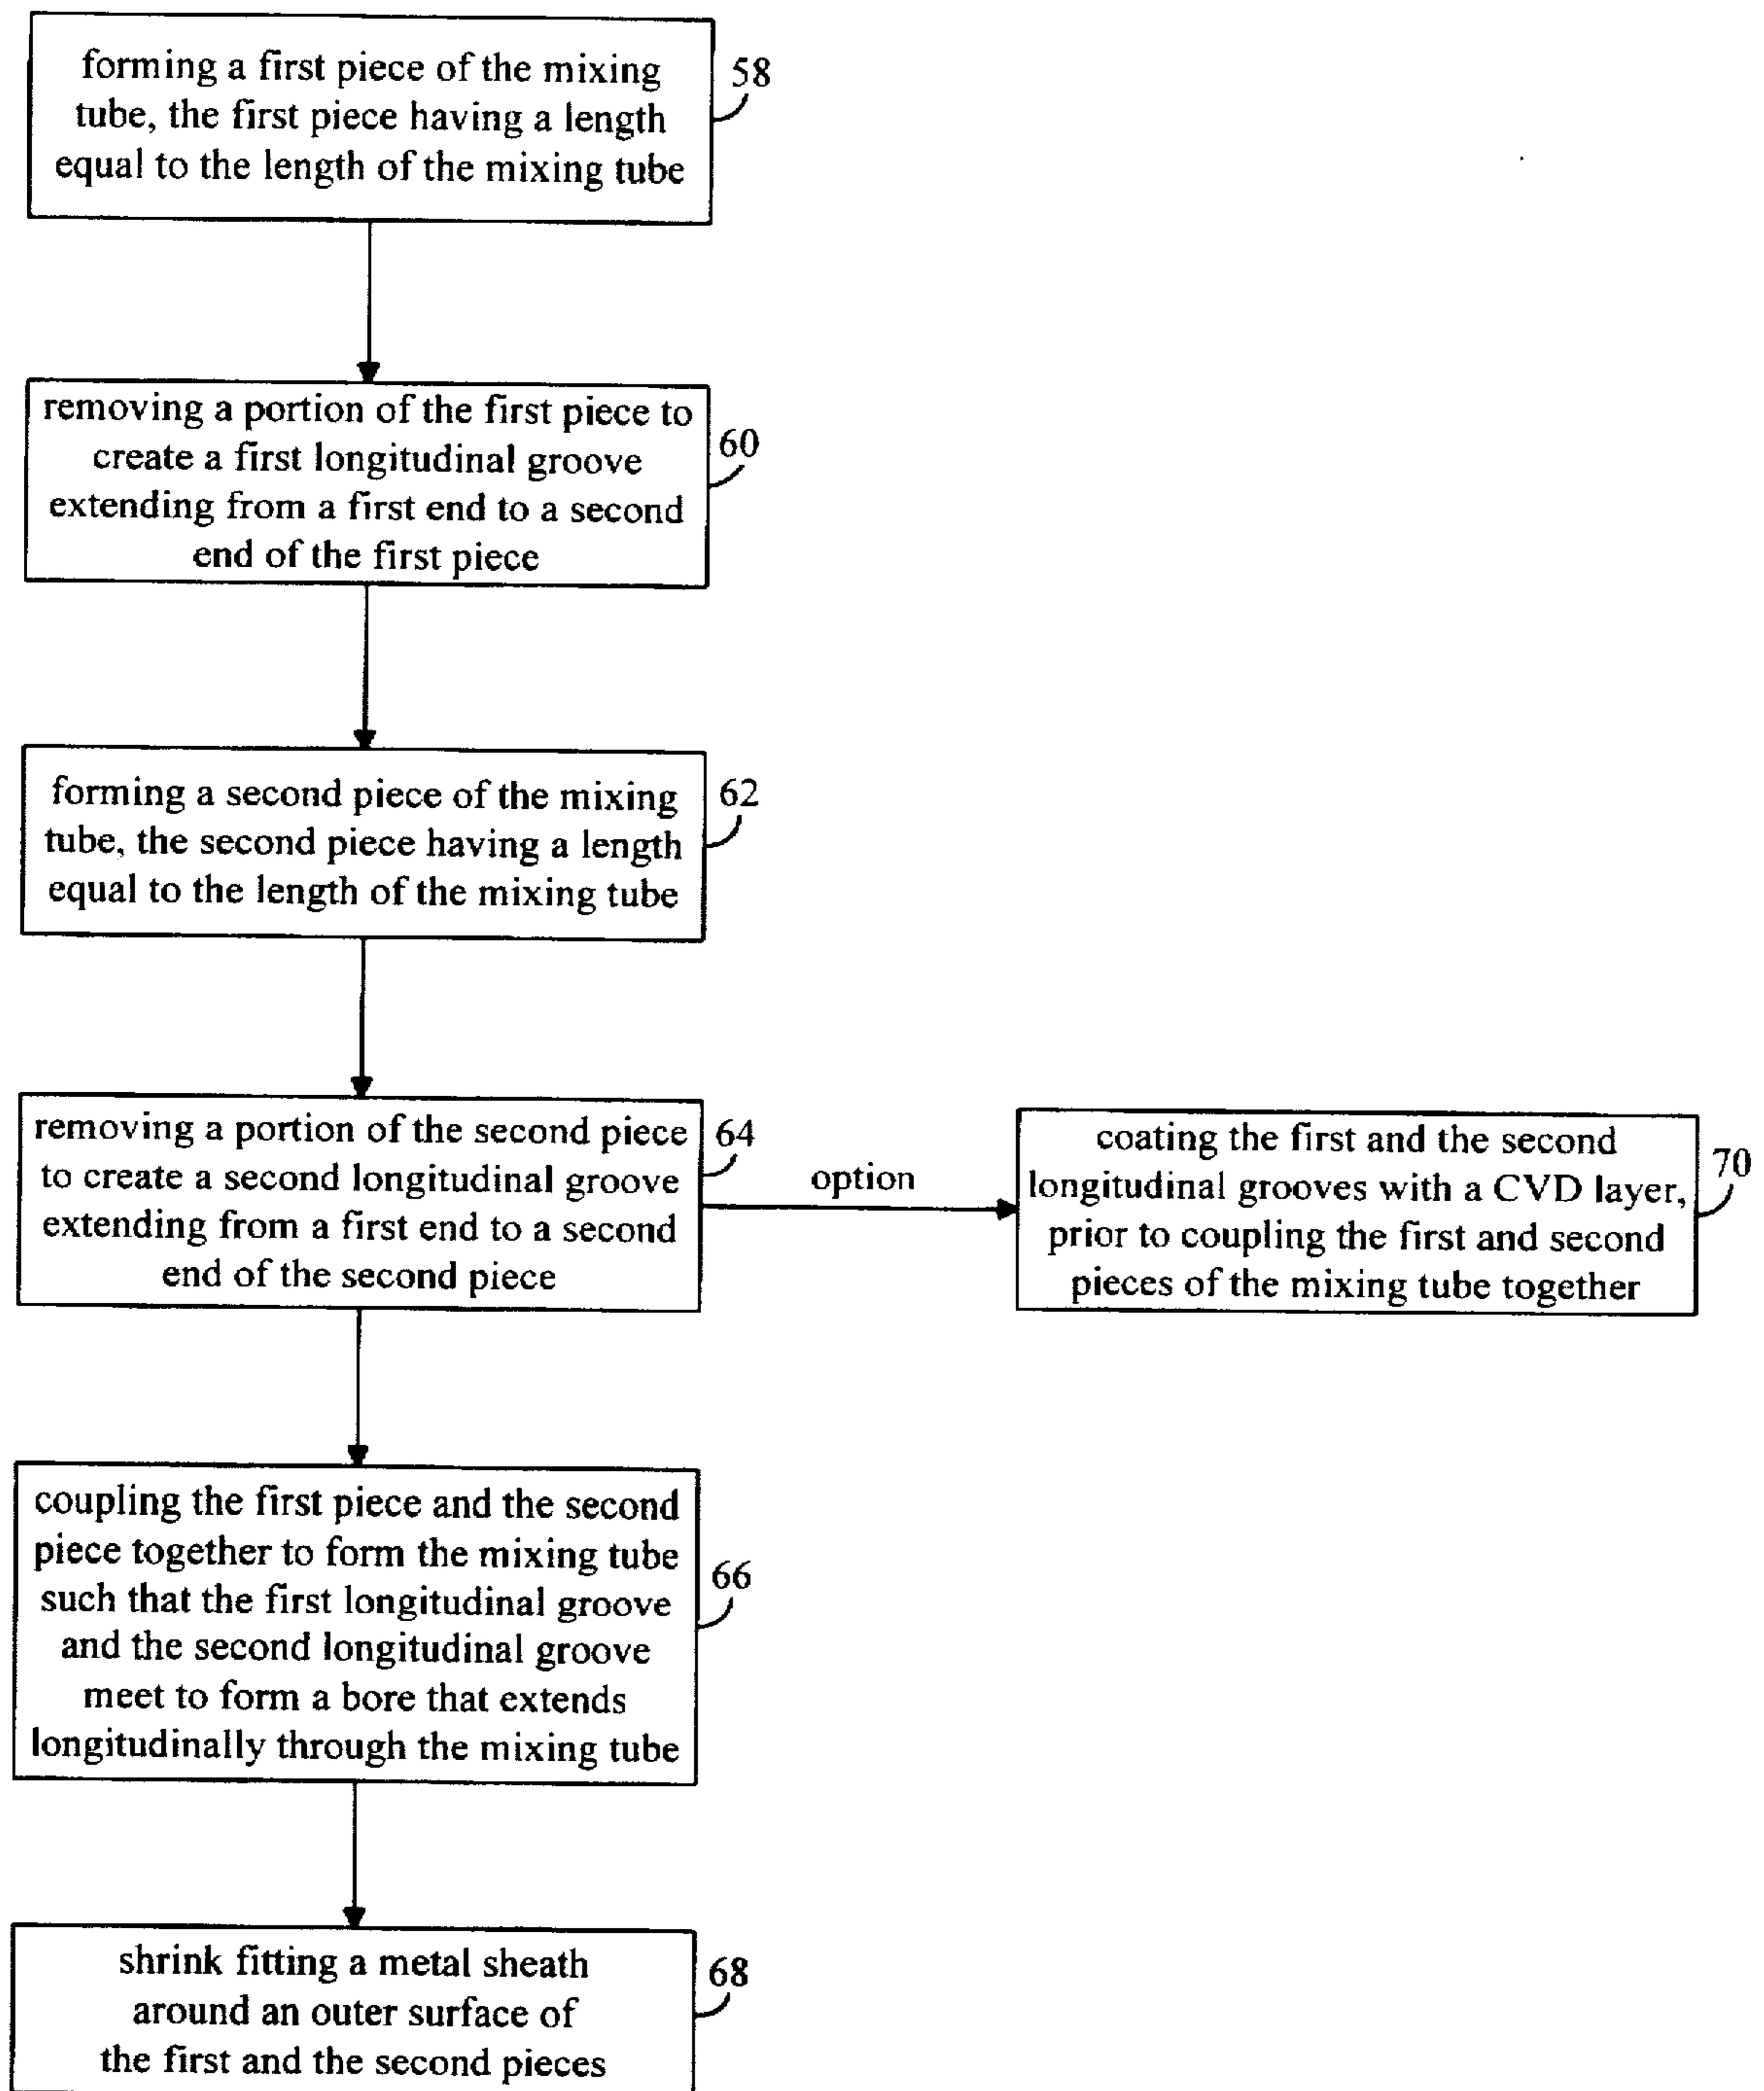 forming a first piece of the mixing
tube, the first piece having a length
equal to the length of the mixing tube
58
removing a portion of the first piece to
create a first longitudinal groove
extending from a first end to a second
end of the first piece
60
forming a second piece of the mixing
tube, the second piece having a length
equal to the length of the mixing tube
62
removing a portion of the second piece
to create a second longitudinal groove
extending from a first end to a second
end of the second piece
64
option
coating the first and the second
longitudinal grooves with a CVD layer,
prior to coupling the first and second
pieces of the mixing tube together
70
coupling the first piece and the second
piece together to form the mixing tube
such that the first longitudinal groove
and the second longitudinal groove
meet to form a bore that extends
longitudinally through the mixing tube
66
shrink fitting a metal sheath
around an outer surface of
the first and the second pieces
68